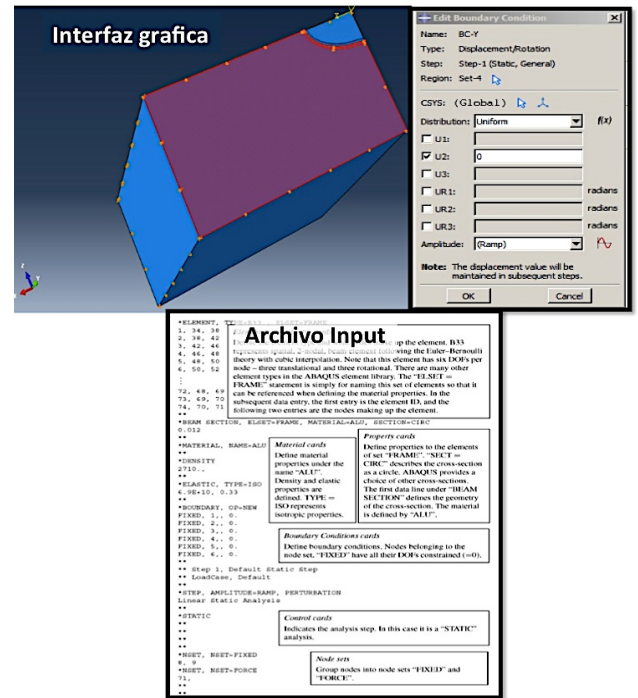 Interfaz grafica
Edit Boundary Condition
Name: BC-Y
Type: Displacement/Rotation
Step: Step-1 (Static, General)
Region: Set-4
CSYS: (Global)
Distribution: Uniform f(x)
U1:
U2: 0
U3:
UR1: radians
UR2: radians
UR3: radians
Amplitude: (Ramp)
Note: The displacement value will be
maintained in subsequent steps.
OK Cancel
Archivo Input
*ELEMENT,
1, 34, 38
2, 38, 42
3, 42, 46
4, 46, 48
5, 48, 50
6, 50, 52
:
72, 68, 69
73, 69, 70
74, 70, 71
**
up the element. B33
represents spatial, 2-nodal, beam element following the Euler–Bernoulli
theory with cubic interpolation. Note that this element has six DOFs per
node – three translational and three rotational. There are many other
element types in the ABAQUS element library. The “ELSET =
FRAME” statement is simply for naming this set of elements so that it
can be referenced when defining the material properties. In the
subsequent data entry, the first entry is the element ID, and the
following two entries are the nodes making up the element.
*BEAM SECTION, ELSET=FRAME, MATERIAL=ALU, SECTION=CIRC
0.012
**
*MATERIAL, NAME=ALU
**
*DENSITY
2710.,
**
*ELASTIC, TYPE=ISO
6.9E+10, 0.33
**
Material cards
Define material
properties under the
name “ALU”.
Density and elastic
properties are
defined. TYPE =
ISO represents
isotropic properties.
Property cards
Define properties to the elements
of set “FRAME”. “SECT =
CIRC” describes the cross-section
as a circle. ABAQUS provides a
choice of other cross-sections.
The first data line under “BEAM
SECTION” defines the geometry
of the cross-section. The material
is defined by “ALU”.
*BOUNDARY, OP=NEW
FIXED, 1,, 0.
FIXED, 2,, 0.
FIXED, 3,, 0.
FIXED, 4,, 0.
FIXED, 5,, 0.
FIXED, 6,, 0.
**
Boundary Conditions cards
Define boundary conditions. Nodes belonging to the
node set, “FIXED” have all their DOFs constrained (=0).
** Step 1, Default Static Step
** LoadCase, Default
**
*STEP, AMPLITUDE=RAMP, PERTURBATION
Linear Static Analysis
**
*STATIC
**
**
**
Control cards
Indicates the analysis step. In this case it is a “STATIC”
analysis.
*NSET, NSET=FIXED
8, 9
*NSET, NSET=FORCE
71,
**
**
Node sets
Group nodes into node sets “FIXED” and
“FORCE”.